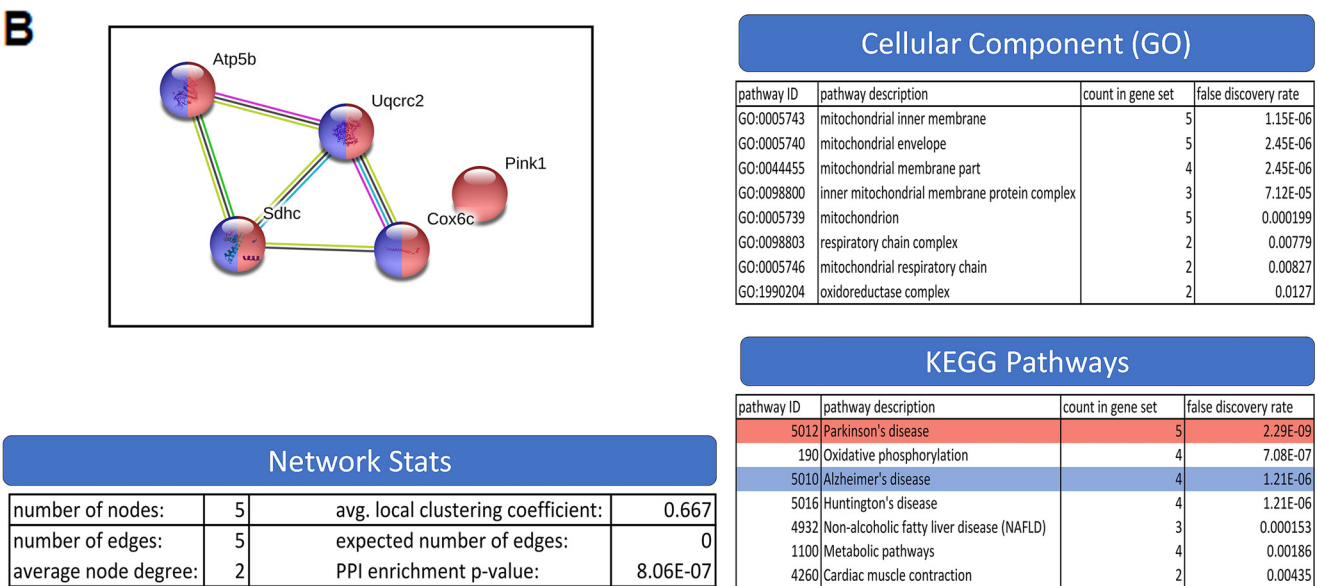 B
Atp5b
Uqcrc2
Pink1
Sdhc
Cox6c
Network Stats
number of nodes: 5 avg. local clustering coefficient: 0.667
number of edges: 5 expected number of edges: 0
average node degree: 2 PPI enrichment p-value: 8.06E-07
Cellular Component (GO)
pathway ID pathway description count in gene set false discovery rate
GO:0005743 mitochondrial inner membrane 5 1.15E-06
GO:0005740 mitochondrial envelope 5 2.45E-06
GO:0044455 mitochondrial membrane part 4 2.45E-06
GO:0098800 inner mitochondrial membrane protein complex 3 7.12E-05
GO:0005739 mitochondrion 5 0.000199
GO:0098803 respiratory chain complex 2 0.00779
GO:0005746 mitochondrial respiratory chain 2 0.00827
GO:1990204 oxidoreductase complex 2 0.0127
KEGG Pathways
pathway ID pathway description count in gene set false discovery rate
5012 Parkinson's disease 5 2.29E-09
190 Oxidative phosphorylation 4 7.08E-07
5010 Alzheimer's disease 4 1.21E-06
5016 Huntington's disease 4 1.21E-06
4932 Non-alcoholic fatty liver disease (NAFLD) 3 0.000153
1100 Metabolic pathways 4 0.00186
4260 Cardiac muscle contraction 2 0.00435